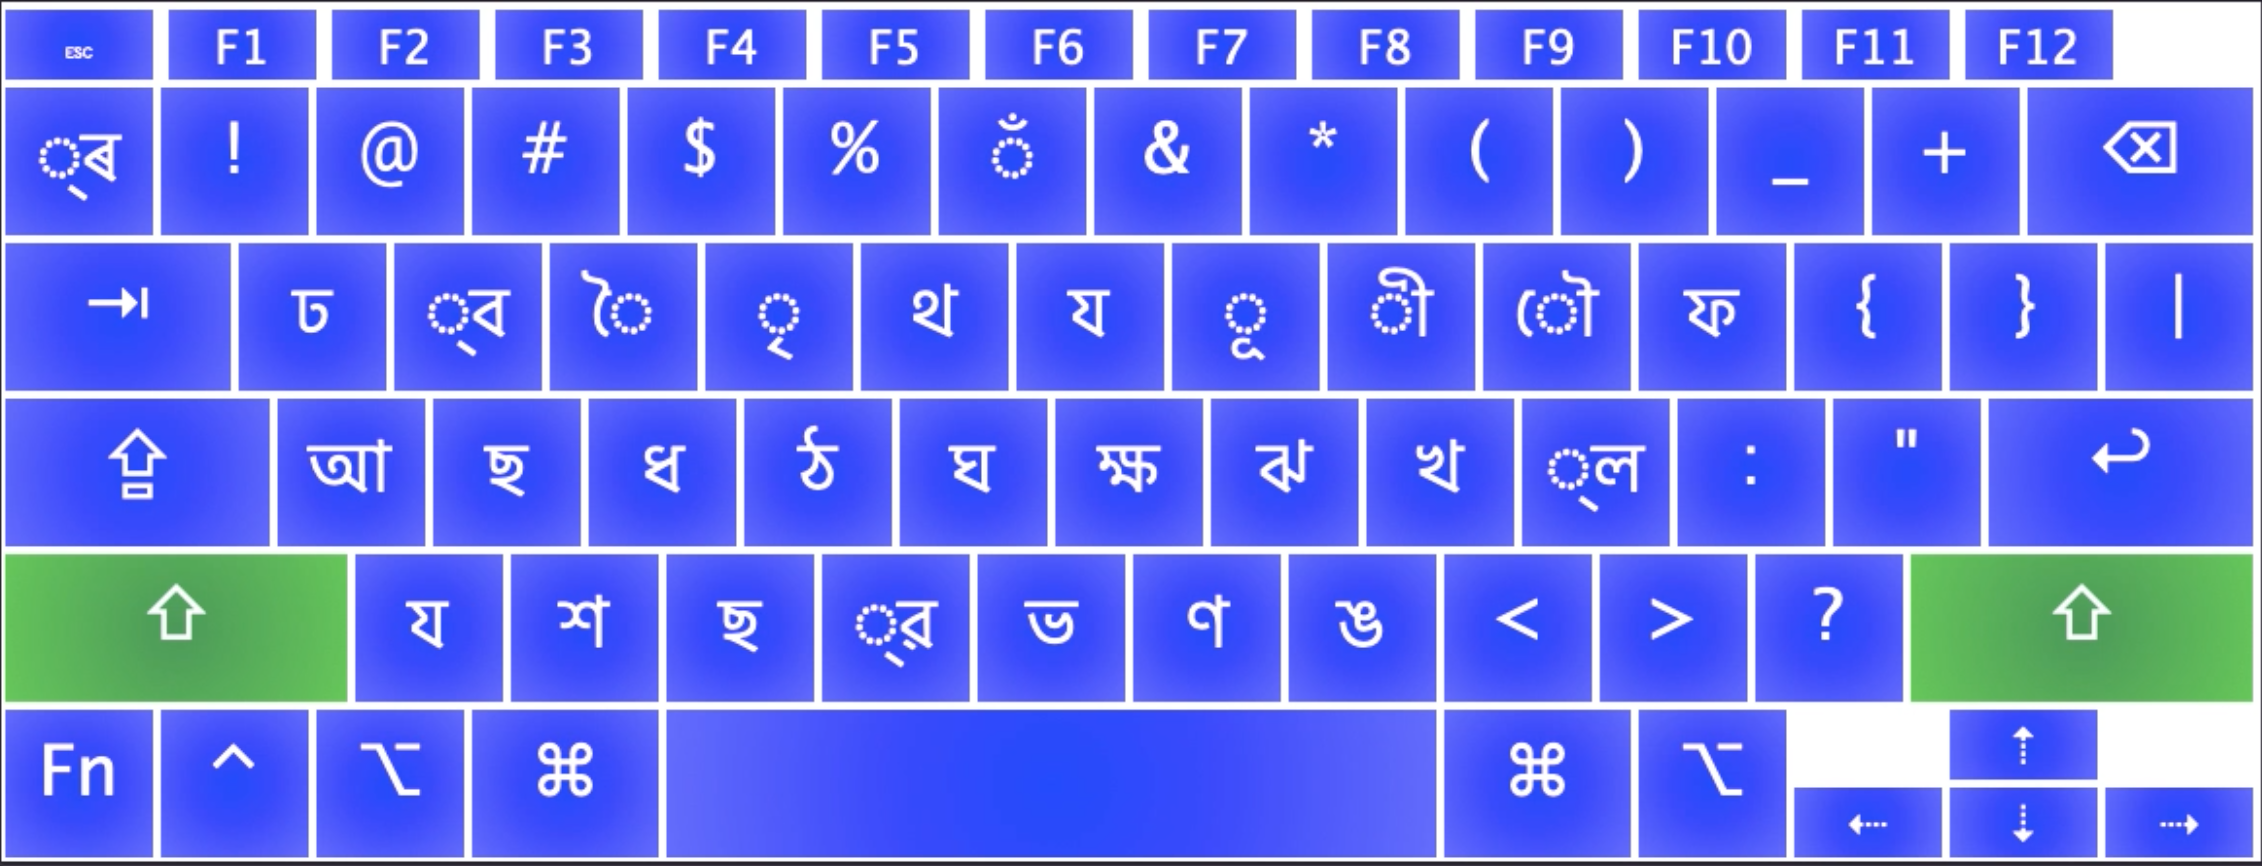 ESC F1 F2 F3 F4 F5 F6 F7 F8 F9 F10 F11 F12
্ৰ ! @ # $ % ঁ & * ( ) _ + ⌫
⇥ ঢ ্ব ৈ ৃ থ য ূ ী ৌ ফ { } |
⇪ আ ছ ধ ঠ ঘ ক্ষ ঝ খ ্ল : " ↩
⇧ য শ ছ ্র ভ ণ ঙ < > ? ⇧
Fn ^ ⌥ ⌘ ⌘ ⌥ ⇠ ⇡ ⇣ ⇢